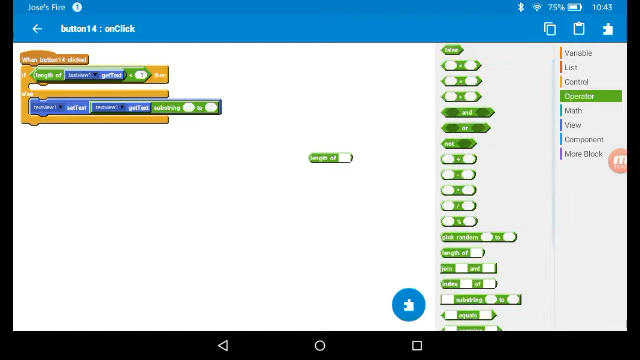 Jose's Fire 1 75% 10:43
button14 : onClick
When button14 clicked
if length of textview1 getText < 1 then
else
textview1 setText textview1 getText substring to
length of
false
<
=
>
and
or
not
+
-
*
/
%
pick random to
length of
join and
index of
substring to
equals
Variable
List
Control
Operator
Math
View
Component
More Block